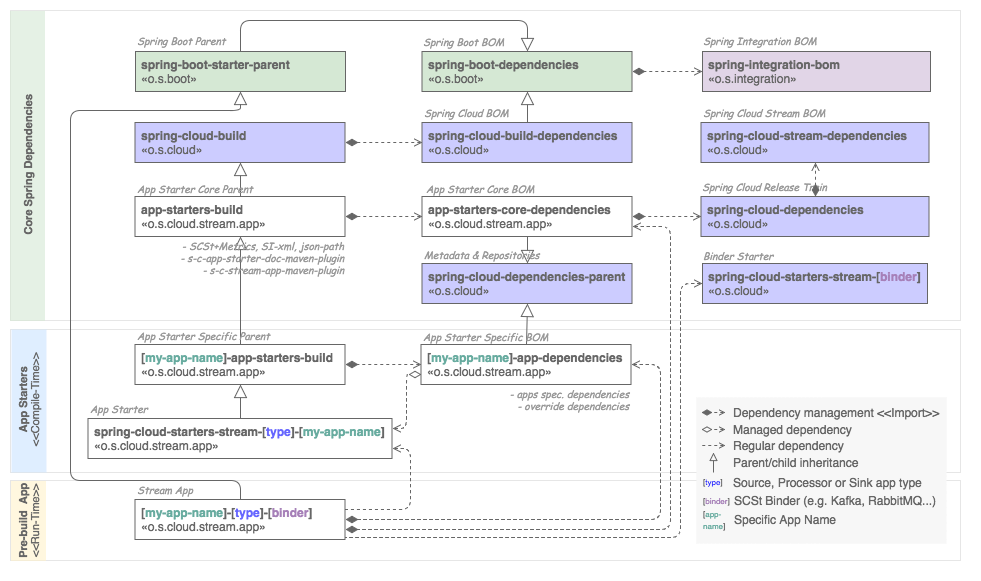 Core Spring Dependencies
Spring Boot Parent
spring-boot-starter-parent
«o.s.boot»
Spring Boot BOM
spring-boot-dependencies
«o.s.boot»
Spring Integration BOM
spring-integration-bom
«o.s.integration»
spring-cloud-build
«o.s.cloud»
Spring Cloud BOM
spring-cloud-build-dependencies
«o.s.cloud»
Spring Cloud Stream BOM
spring-cloud-stream-dependencies
«o.s.cloud»
App Starter Core Parent
app-starters-build
«o.s.cloud.stream.app»
- SCSt+Metrics, SI-xml, json-path
- s-c-app-starter-doc-maven-plugin
- s-c-stream-app-maven-plugin
App Starter Core BOM
app-starters-core-dependencies
«o.s.cloud.stream.app»
Spring Cloud Release Train
spring-cloud-dependencies
«o.s.cloud»
Metadata & Repositories
spring-cloud-dependencies-parent
«o.s.cloud»
Binder Starter
spring-cloud-starters-stream-[binder]
«o.s.cloud»
App Starters
<<Compile-Time>>
App Starter Specific Parent
[my-app-name]-app-starters-build
«o.s.cloud.stream.app»
App Starter Specific BOM
[my-app-name]-app-dependencies
«o.s.cloud.stream.app»
- apps spec. dependencies
- override dependencies
App Starter
spring-cloud-starters-stream-[type]-[my-app-name]
«o.s.cloud.stream.app»
Pre-build App
<<Run-Time>>
Stream App
[my-app-name]-[type]-[binder]
«o.s.cloud.stream.app»
Dependency management <<Import>>
Managed dependency
Regular dependency
Parent/child inheritance
[type] Source, Processor or Sink app type
[binder] SCSt Binder (e.g. Kafka, RabbitMQ...)
[app-
name] Specific App Name